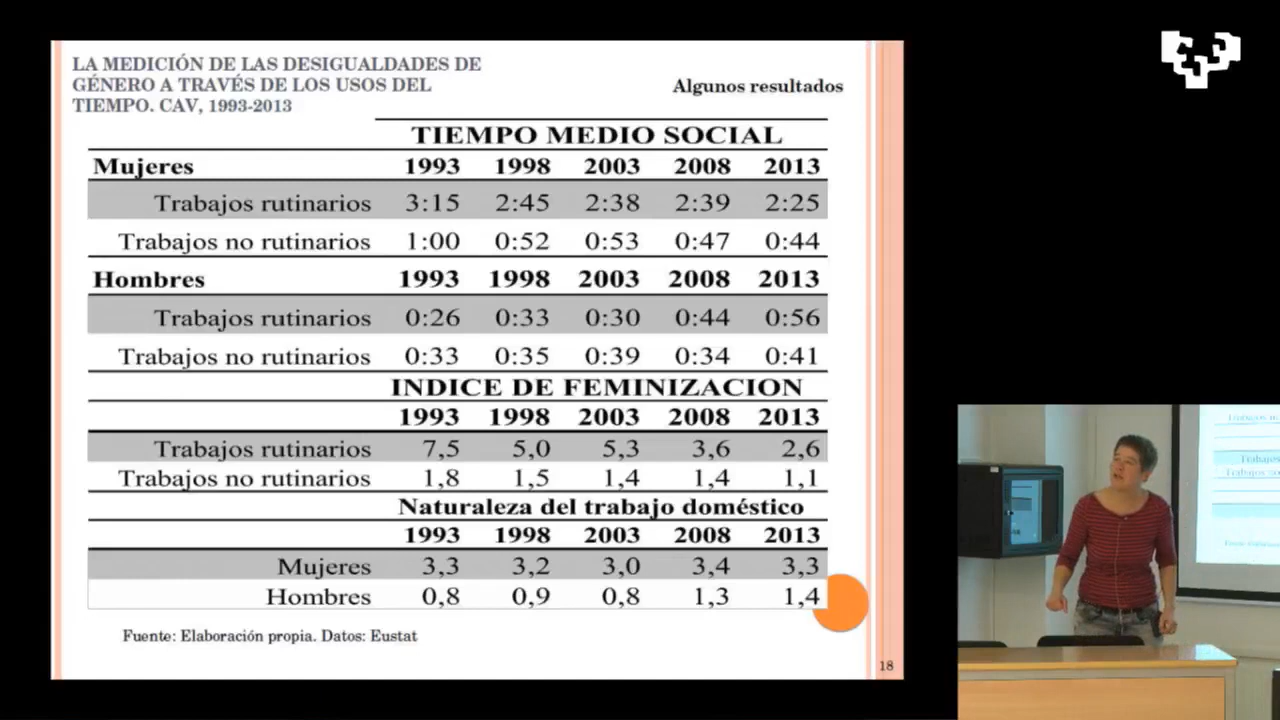 LA MEDICIÓN DE LAS DESIGUALDADES DE
GÉNERO A TRAVÉS DE LOS USOS DEL
TIEMPO. CAV, 1993-2013
Algunos resultados
TIEMPO MEDIO SOCIAL
Mujeres 1993 1998 2003 2008 2013
Trabajos rutinarios 3:15 2:45 2:38 2:39 2:25
Trabajos no rutinarios 1:00 0:52 0:53 0:47 0:44
Hombres 1993 1998 2003 2008 2013
Trabajos rutinarios 0:26 0:33 0:30 0:44 0:56
Trabajos no rutinarios 0:33 0:35 0:39 0:34 0:41
INDICE DE FEMINIZACION
1993 1998 2003 2008 2013
Trabajos rutinarios 7,5 5,0 5,3 3,6 2,6
Trabajos no rutinarios 1,8 1,5 1,4 1,4 1,1
Naturaleza del trabajo doméstico
1993 1998 2003 2008 2013
Mujeres 3,3 3,2 3,0 3,4 3,3
Hombres 0,8 0,9 0,8 1,3 1,4
Fuente: Elaboración propia. Datos: Eustat
18